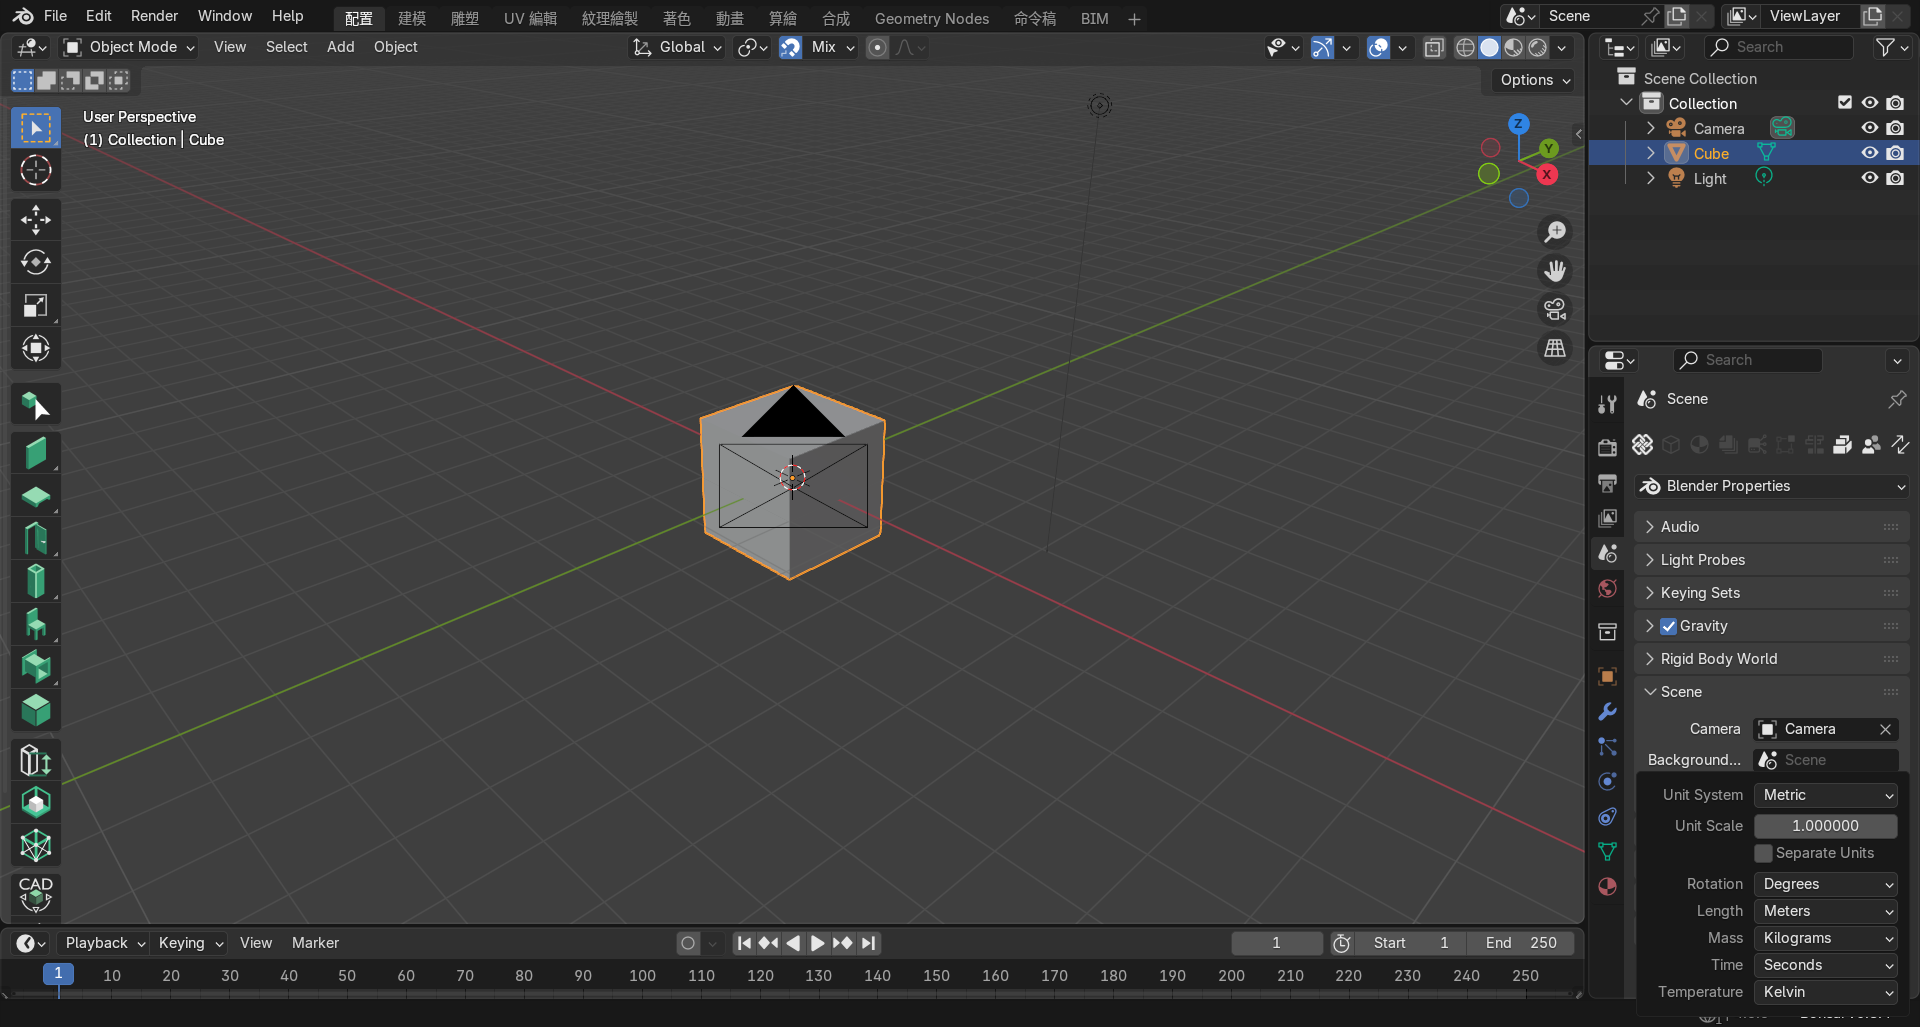 File Edit Render Window Help 配置 建模 雕塑 UV 編輯 紋理繪製 著色 動畫 算繪 合成 Geometry Nodes 命令稿 BIM Scene ViewLayer
Object Mode View Select Add Object Global Mix Search
Options
User Perspective
(1) Collection | Cube
Z
Y
X
CAD
Scene Collection
Collection
Camera
Cube
Light
Search
Scene
Blender Properties
Audio
Light Probes
Keying Sets
Gravity
Rigid Body World
Scene
Camera Camera
Background... Scene
Unit System Metric
Unit Scale 1.000000
Separate Units
Rotation Degrees
Length Meters
Mass Kilograms
Time Seconds
Temperature Kelvin
Playback Keying View Marker 1 Start 1 End 250
1 10 20 30 40 50 60 70 80 90 100 110 120 130 140 150 160 170 180 190 200 210 220 230 240 250